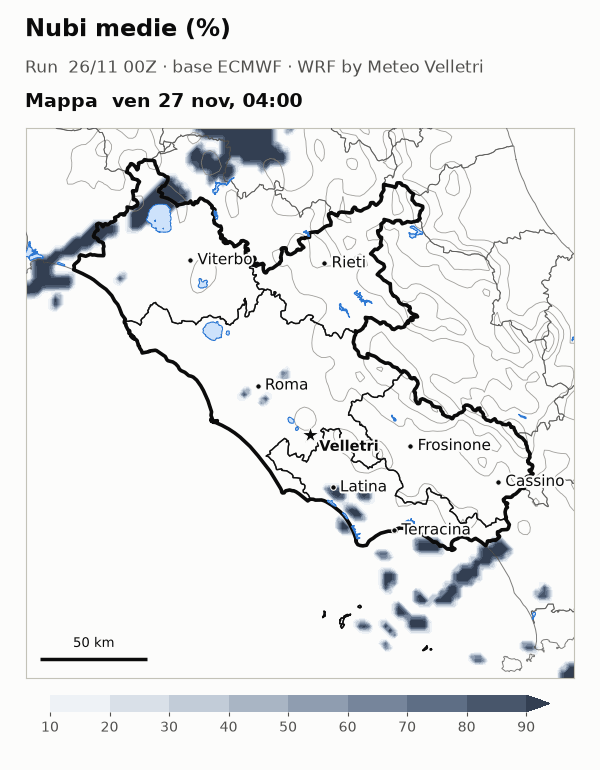 Nubi medie (%)
Run  26/11 00Z · base ECMWF · WRF by Meteo Velletri
Mappa  ven 27 nov, 04:00
Viterbo
Rieti
Roma
Velletri
Frosinone
Latina
Cassino
Terracina
50 km
10 20 30 40 50 60 70 80 90